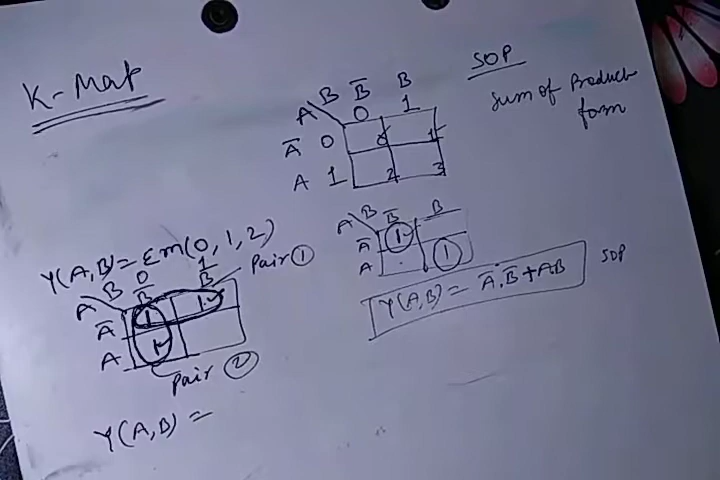 K-Map
SOP
Sum of Product
form
A B B̅ B
0 1
A̅ 0 0 1
A 1 2 3
Y(A,B) = Σm(0,1,2)
0 1
A B B̅ B
Pair ①
A̅ 1 1
A 1
Pair ②
Y(A,B) =
A B B̅ B
A̅ 1
A 1
Y(A,B) = A̅.B̅ + AB
SOP